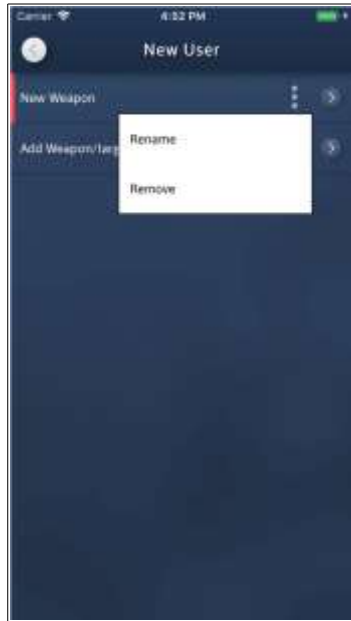 Carrier
4:52 PM
New User
New Weapon
Rename
Add Weapon/targ
Remove